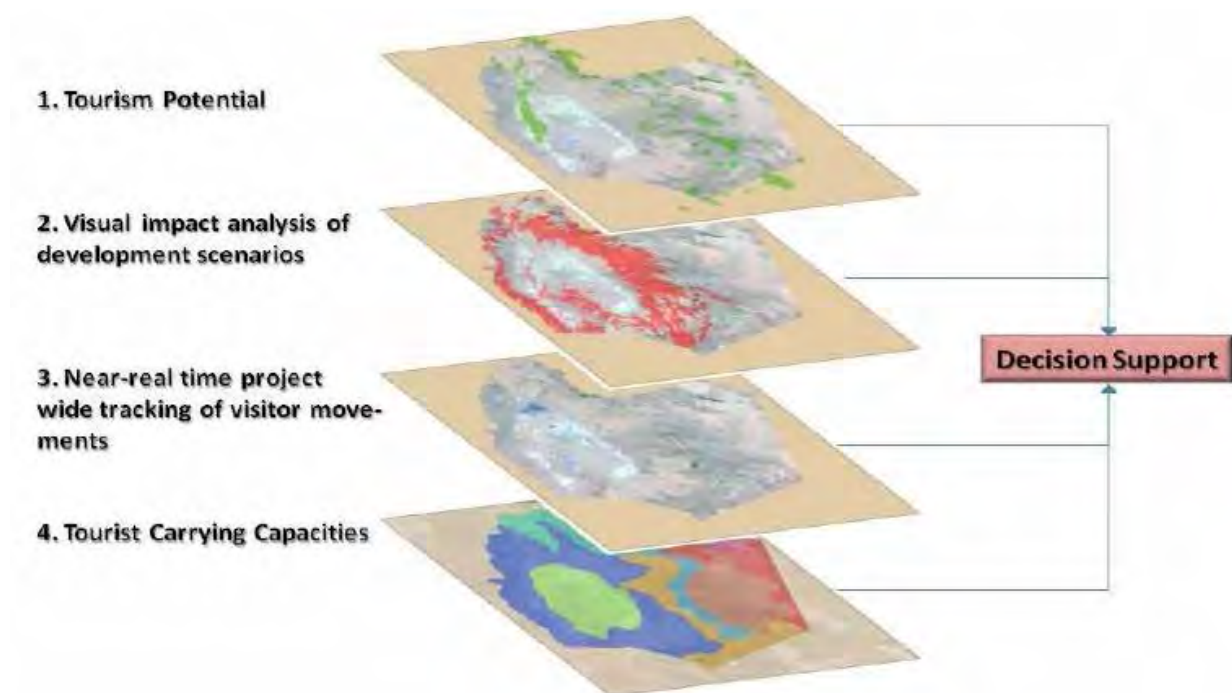 1. Tourism Potential
2. Visual impact analysis of
development scenarios
3. Near-real time project
wide tracking of visitor move-
ments
4. Tourist Carrying Capacities
Decision Support